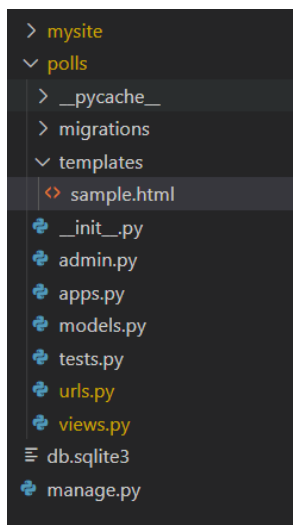 mysite
polls
__pycache__
migrations
templates
sample.html
__init__.py
admin.py
apps.py
models.py
tests.py
urls.py
views.py
db.sqlite3
manage.py